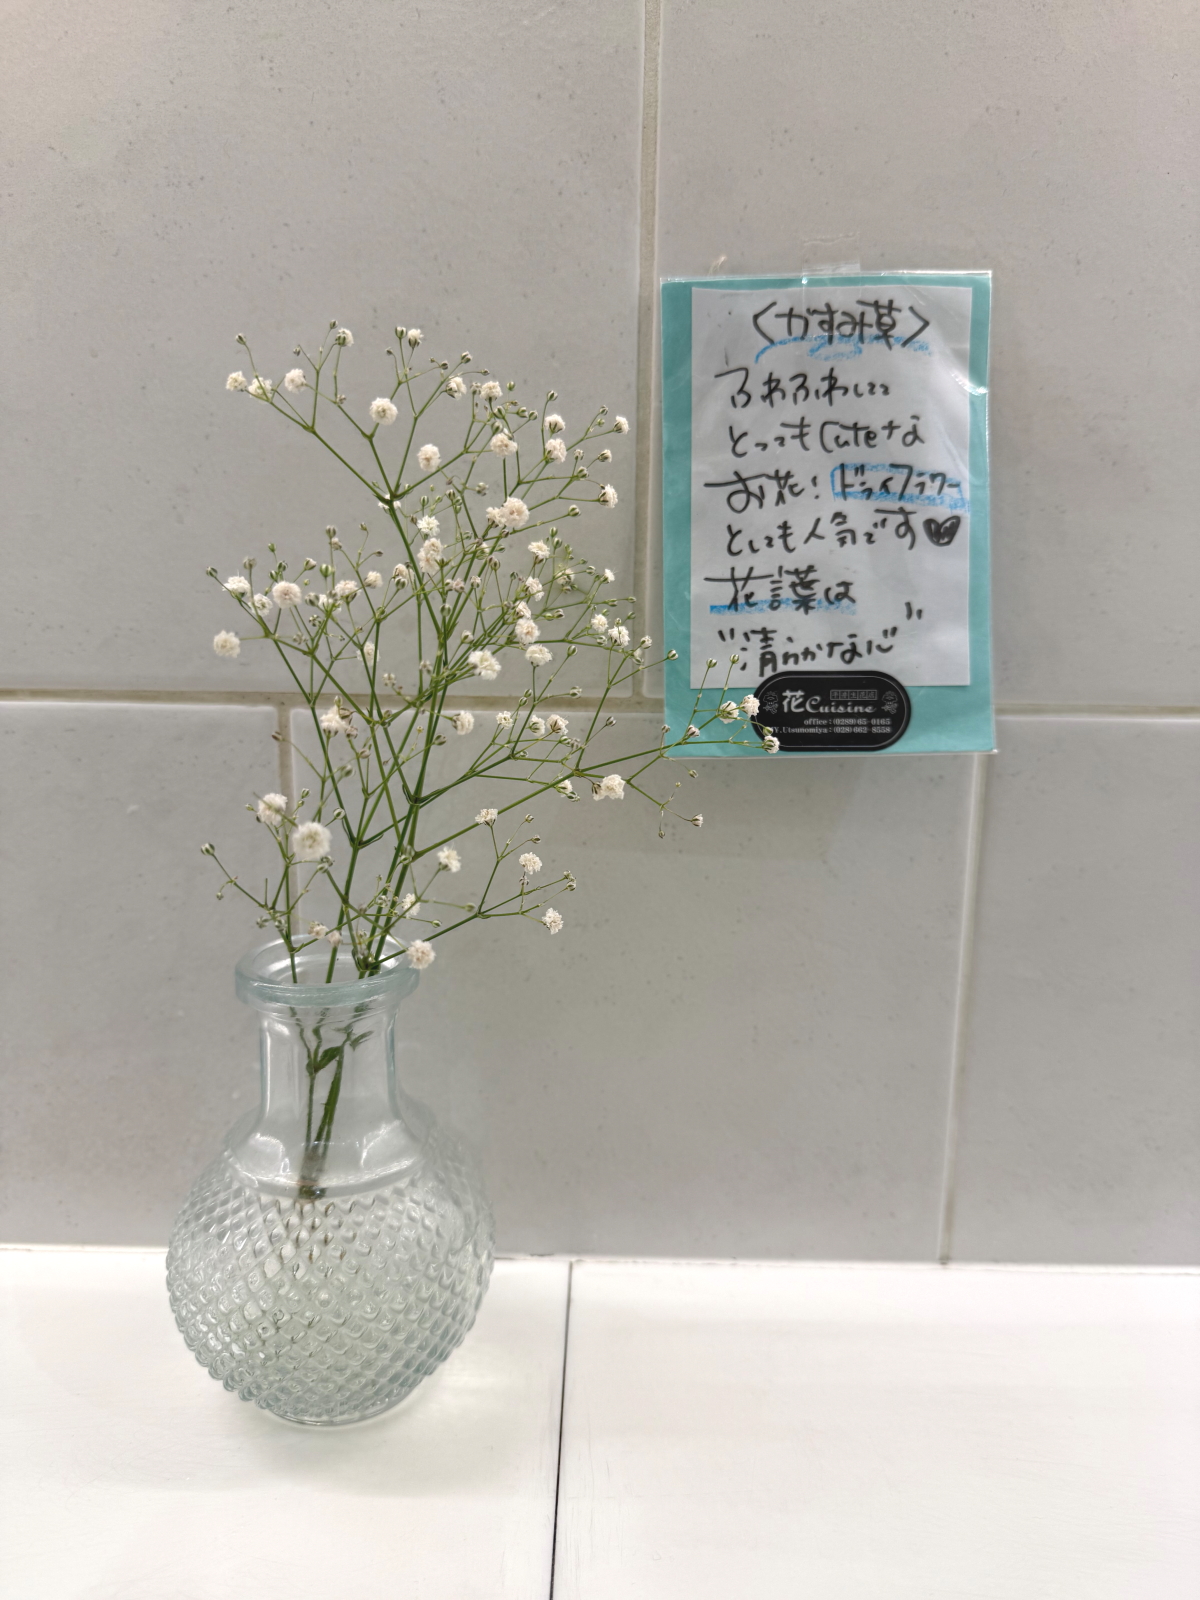 〈かすみ草〉
ふわふわしてて
とってもCuteな
お花！ドライフラワー
としても人気です♥
花言葉は
"清らかな心"
花Cuisine
office:(0289)65-0165
Y.Utsunomiya:(028)662-8558